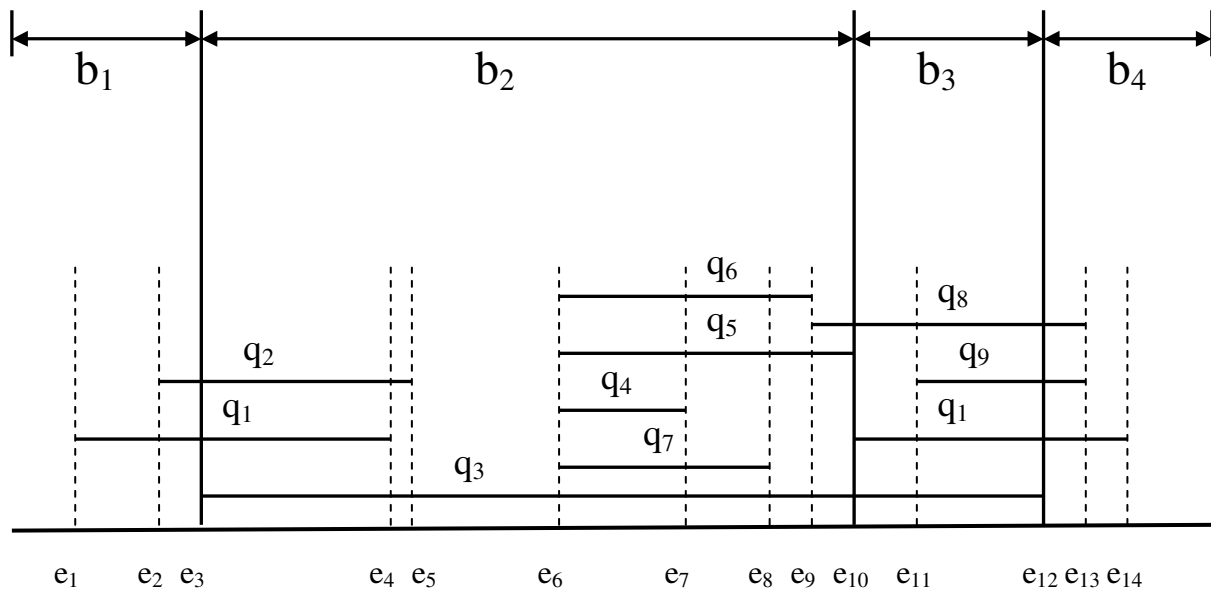 b₁ b₂ b₃ b₄
q₆
q₈
q₅
q₂ q₉
q₄
q₁ q₁
q₇
q₃
e₁ e₂ e₃ e₄ e₅ e₆ e₇ e₈ e₉ e₁₀ e₁₁ e₁₂ e₁₃ e₁₄